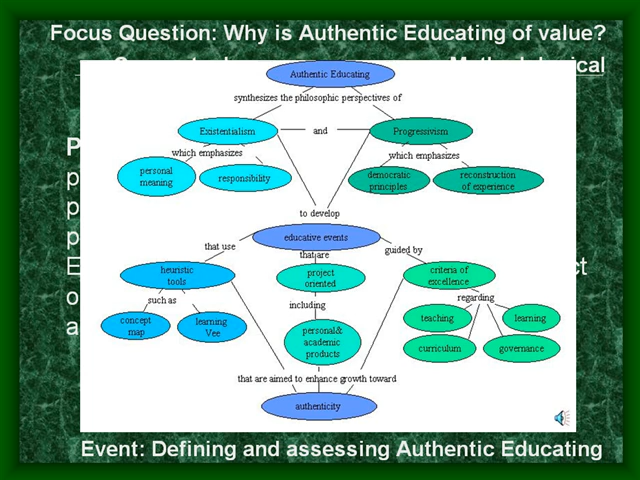 Focus Question: Why is Authentic Educating of value?
Authentic Educating
synthesizes the philosophic perspectives of
Existentialism
and
Progressivism
which emphasizes
which emphasizes
personal
meaning
responsibility
democratic
principles
reconstruction
of experience
to develop
educative events
that use
that are
guided by
heuristic
tools
project
oriented
criteria of
excellence
such as
including
regarding
concept
map
learning
Vee
personal&
academic
products
teaching
learning
curriculum
governance
that are aimed to enhance growth toward
authenticity
Event: Defining and assessing Authentic Educating